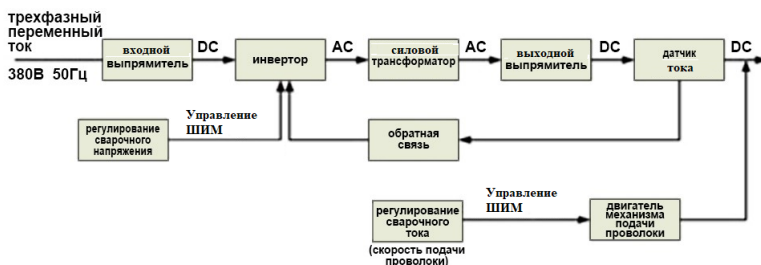 трехфазный
переменный
ток
380В 50Гц
входной
выпрямитель
DC
инвертор
AC
силовой
трансформатор
AC
выходной
выпрямитель
DC
датчик
тока
DC
регулирование
сварочного
напряжения
Управление
ШИМ
обратная
связь
регулирование
сварочного
тока
(скорость подачи
проволоки)
Управление
ШИМ
двигатель
механизма
подачи
проволоки